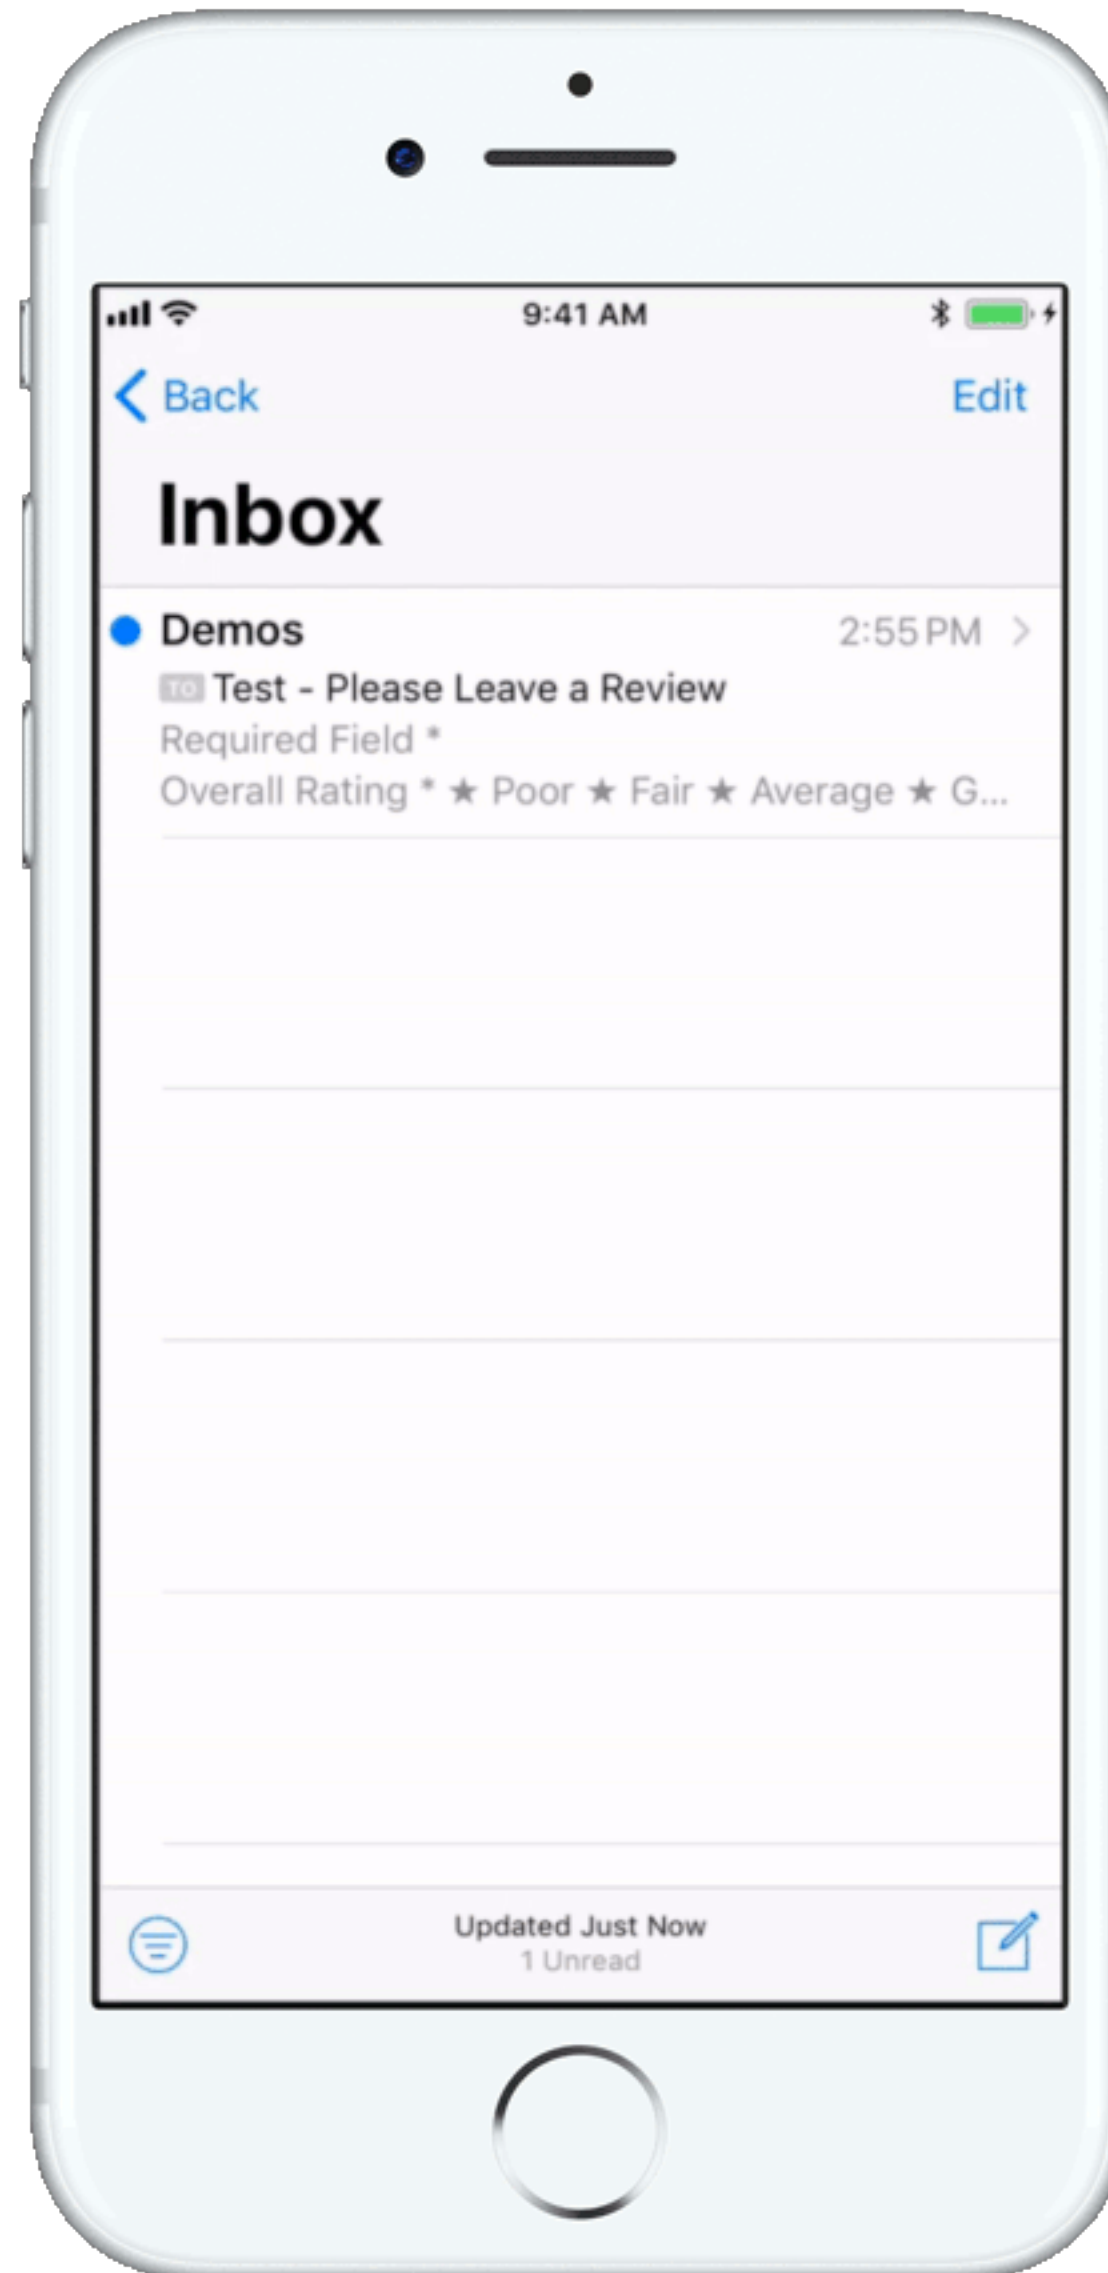 9:41 AM
Back
Edit
Inbox
Demos 2:55 PM
TO Test - Please Leave a Review
Required Field *
Overall Rating * ★ Poor ★ Fair ★ Average ★ G...
Updated Just Now
1 Unread